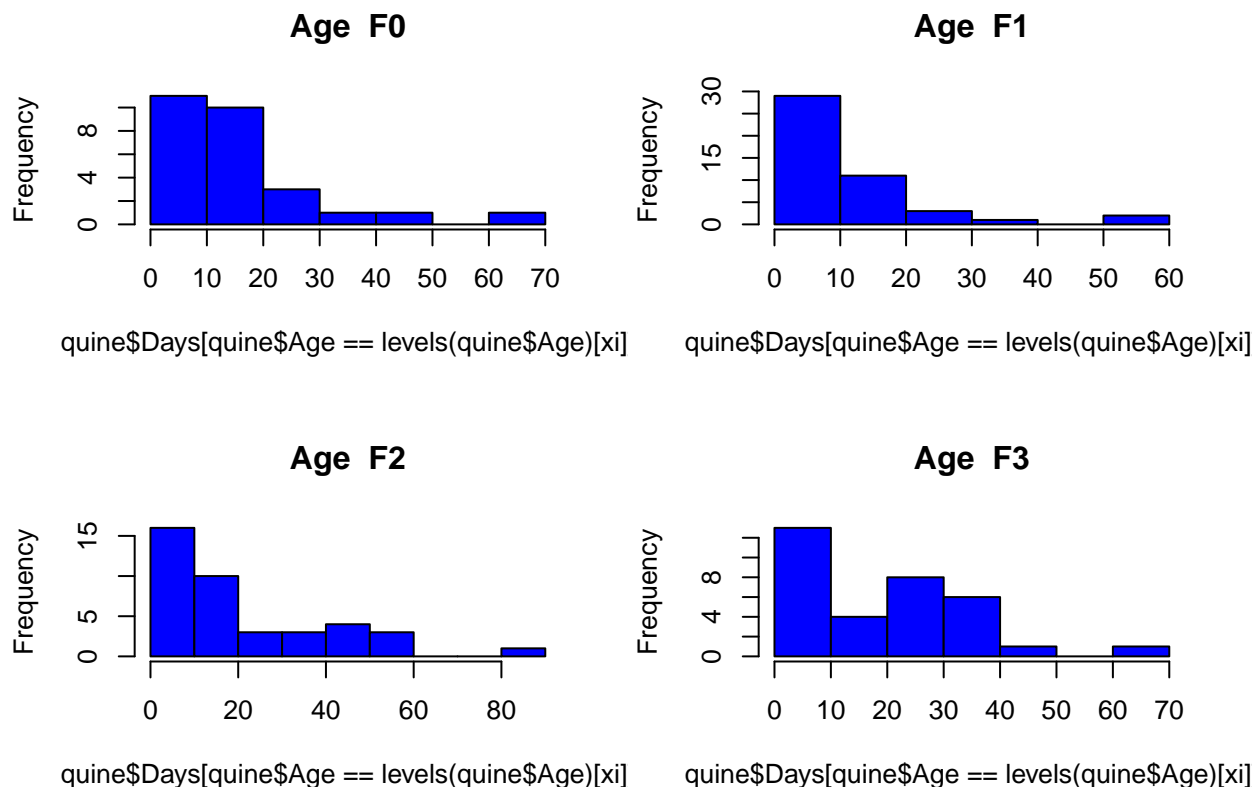 Age F0
Frequency
0 4 8
0 10 20 30 40 50 60 70
quine$Days[quine$Age == levels(quine$Age)[xi]
Age F1
Frequency
0 15 30
0 10 20 30 40 50 60
quine$Days[quine$Age == levels(quine$Age)[xi]
Age F2
Frequency
0 5 15
0 20 40 60 80
quine$Days[quine$Age == levels(quine$Age)[xi]
Age F3
Frequency
0 4 8
0 10 20 30 40 50 60 70
quine$Days[quine$Age == levels(quine$Age)[xi]